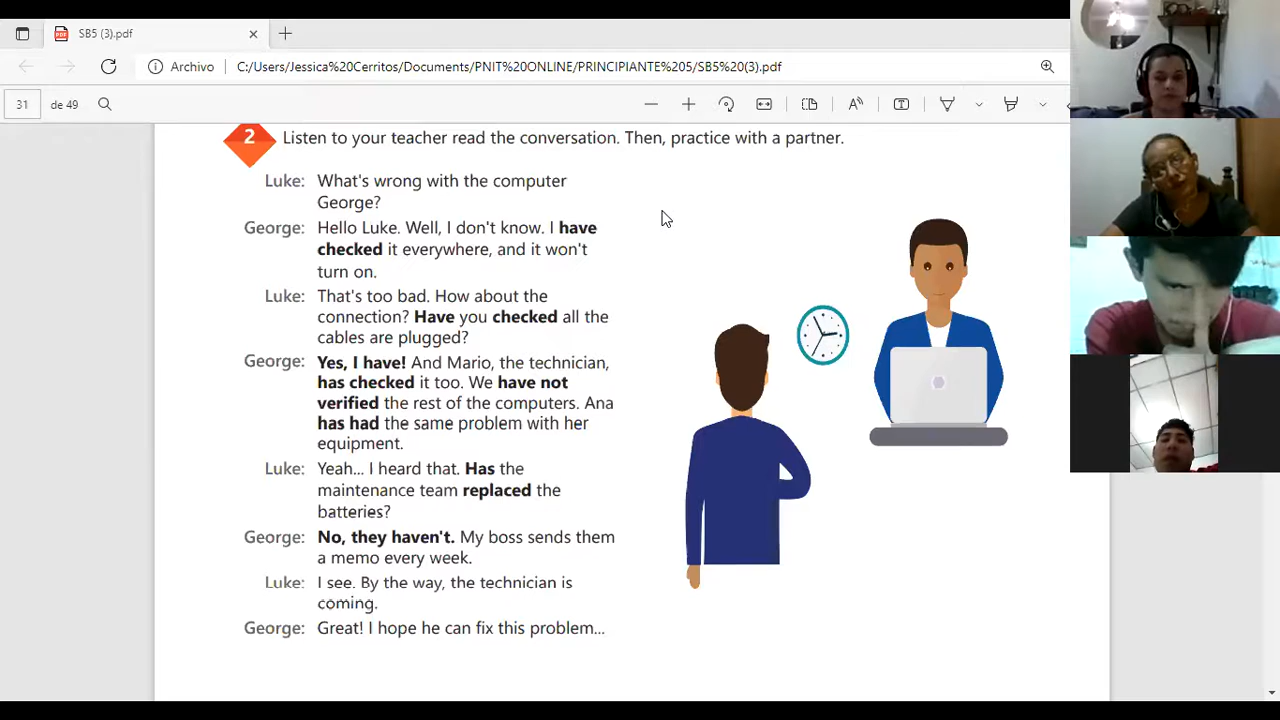 SB5 (3).pdf
Archivo
C:/Users/Jessica%20Cerritos/Documents/PNIT%20ONLINE/PRINCIPIANTE%205/SB5%20(3).pdf
31 de 49
2 Listen to your teacher read the conversation. Then, practice with a partner.
Luke: What's wrong with the computer
George?
George: Hello Luke. Well, I don't know. I have
checked it everywhere, and it won't
turn on.
Luke: That's too bad. How about the
connection? Have you checked all the
cables are plugged?
George: Yes, I have! And Mario, the technician,
has checked it too. We have not
verified the rest of the computers. Ana
has had the same problem with her
equipment.
Luke: Yeah... I heard that. Has the
maintenance team replaced the
batteries?
George: No, they haven't. My boss sends them
a memo every week.
Luke: I see. By the way, the technician is
coming.
George: Great! I hope he can fix this problem...